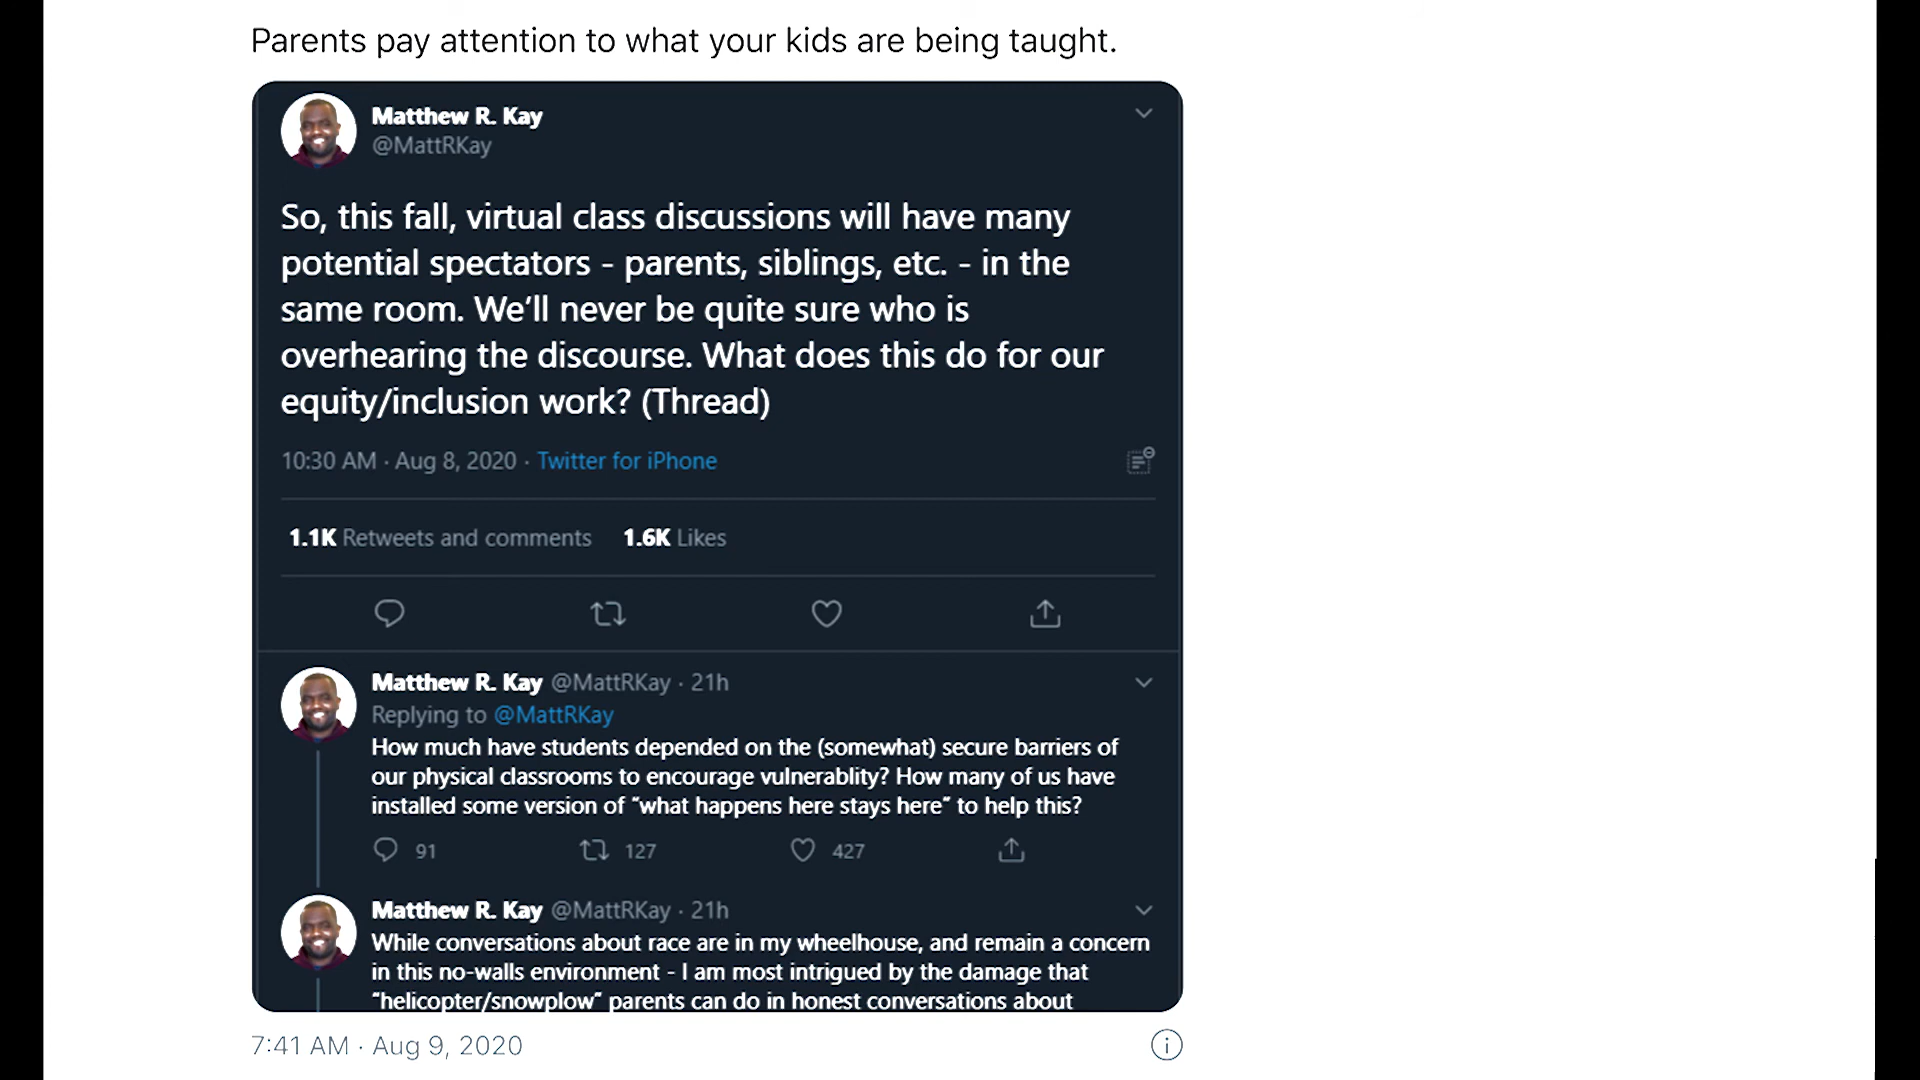 Parents pay attention to what your kids are being taught.
Matthew R. Kay
@MattRKay
So, this fall, virtual class discussions will have many
potential spectators - parents, siblings, etc. - in the
same room. We’ll never be quite sure who is
overhearing the discourse. What does this do for our
equity/inclusion work? (Thread)
10:30 AM · Aug 8, 2020 · Twitter for iPhone
1.1K Retweets and comments 1.6K Likes
Matthew R. Kay @MattRKay · 21h
Replying to @MattRKay
How much have students depended on the (somewhat) secure barriers of
our physical classrooms to encourage vulnerablity? How many of us have
installed some version of “what happens here stays here” to help this?
91 127 427
Matthew R. Kay @MattRKay · 21h
While conversations about race are in my wheelhouse, and remain a concern
in this no-walls environment - I am most intrigued by the damage that
“helicopter/snowplow” parents can do in honest conversations about
7:41 AM · Aug 9, 2020